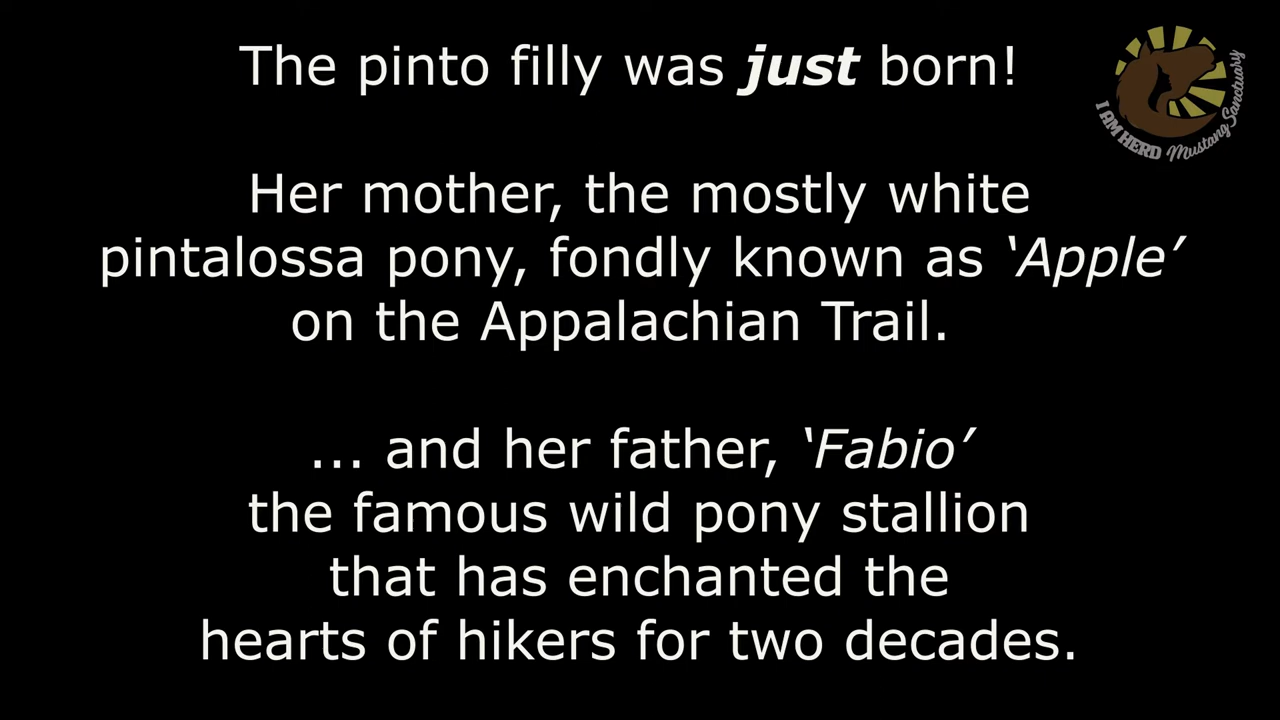 The pinto filly was just born!
Her mother, the mostly white
pintalossa pony, fondly known as ‘Apple’
on the Appalachian Trail.
... and her father, ‘Fabio’
the famous wild pony stallion
that has enchanted the
hearts of hikers for two decades.
I AM HERD Mustang Sanctuary